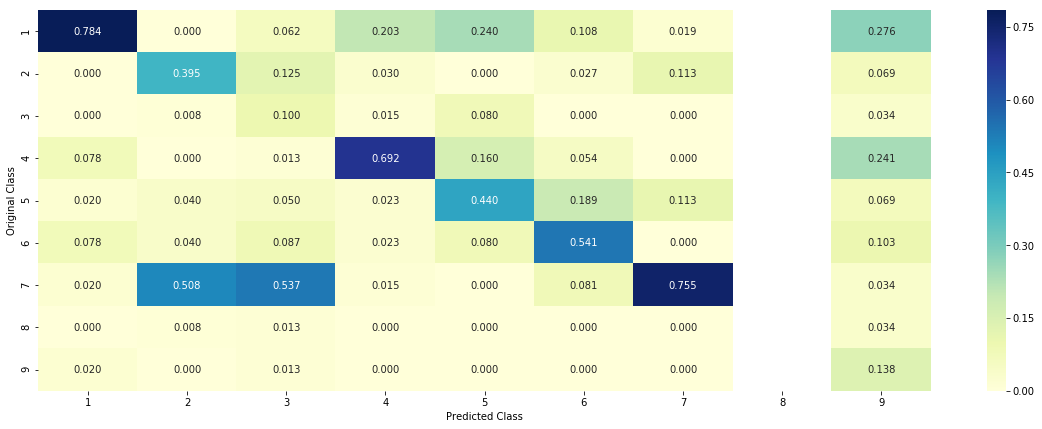 1 0.784 0.000 0.062 0.203 0.240 0.108 0.019 0.276
2 0.000 0.395 0.125 0.030 0.000 0.027 0.113 0.069
3 0.000 0.008 0.100 0.015 0.080 0.000 0.000 0.034
4 0.078 0.000 0.013 0.692 0.160 0.054 0.000 0.241
5 0.020 0.040 0.050 0.023 0.440 0.189 0.113 0.069
6 0.078 0.040 0.087 0.023 0.080 0.541 0.000 0.103
7 0.020 0.508 0.537 0.015 0.000 0.081 0.755 0.034
8 0.000 0.008 0.013 0.000 0.000 0.000 0.000 0.034
9 0.020 0.000 0.013 0.000 0.000 0.000 0.000 0.138
1 2 3 4 5 6 7 8 9
Predicted Class
Original Class
0.75
0.60
0.45
0.30
0.15
0.00